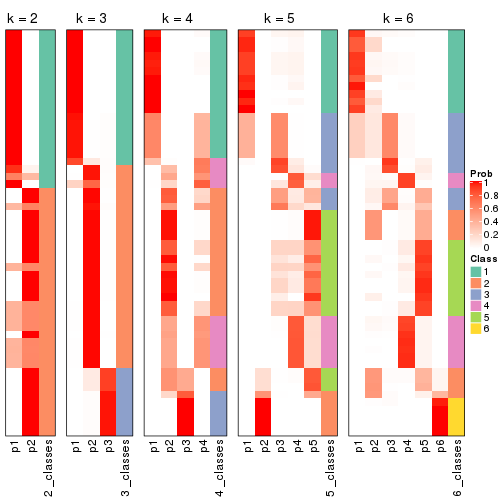 k = 2
k = 3
k = 4
k = 5
k = 6
p1
p2
2_classes
p1
p2
p3
3_classes
p1
p2
p3
p4
4_classes
p1
p2
p3
p4
p5
5_classes
p1
p2
p3
p4
p5
p6
6_classes
Prob
1
0.8
0.6
0.4
0.2
0
Class
1
2
3
4
5
6